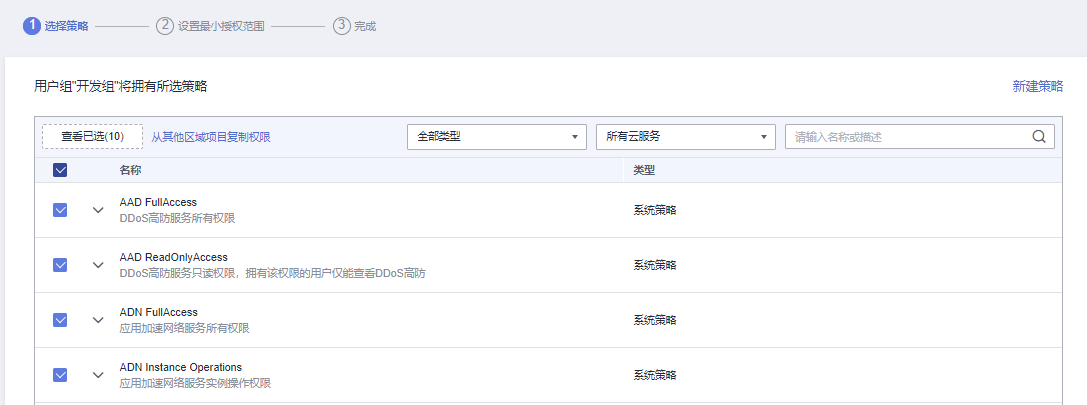 1 选择策略 2 设置最小授权范围 3 完成
用户组"开发组"将拥有所选策略 新建策略
查看已选(10) 从其他区域项目复制权限 全部类型 所有云服务 请输入名称或描述
名称 类型
AAD FullAccess
DDoS高防服务所有权限
系统策略
AAD ReadOnlyAccess
DDoS高防服务只读权限，拥有该权限的用户仅能查看DDoS高防
系统策略
ADN FullAccess
应用加速网络服务所有权限
系统策略
ADN Instance Operations
应用加速网络服务实例操作权限
系统策略